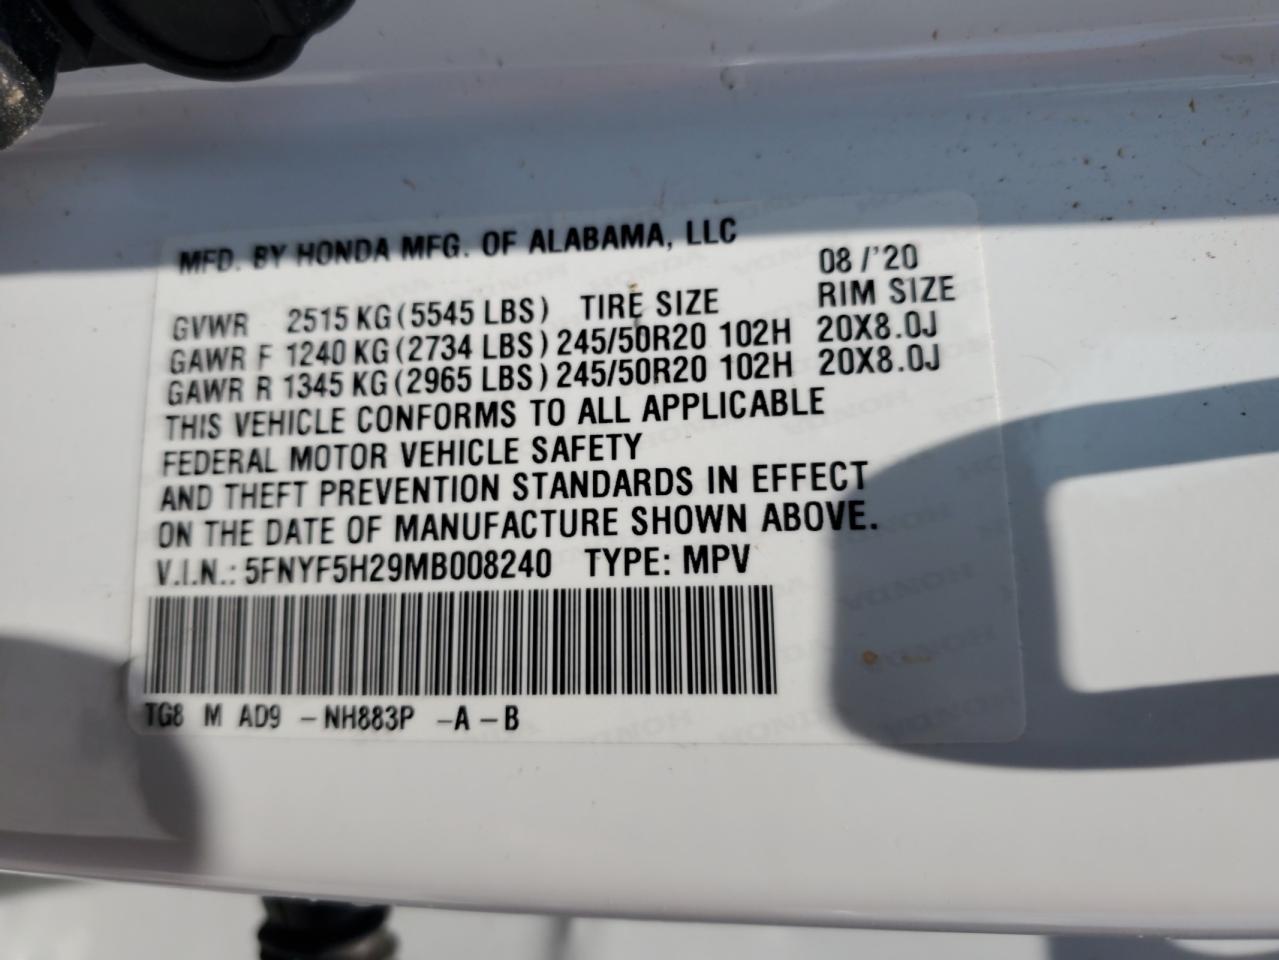 MFD. BY HONDA MFG. OF ALABAMA, LLC 08/'20
GVWR 2515 KG (5545 LBS) TIRE SIZE RIM SIZE
GAWR F 1240 KG (2734 LBS) 245/50R20 102H 20X8.0J
GAWR R 1345 KG (2965 LBS) 245/50R20 102H 20X8.0J
THIS VEHICLE CONFORMS TO ALL APPLICABLE
FEDERAL MOTOR VEHICLE SAFETY
AND THEFT PREVENTION STANDARDS IN EFFECT
ON THE DATE OF MANUFACTURE SHOWN ABOVE.
V.I.N.: 5FNYF5H29MB008240 TYPE: MPV
TG8 M AD9 -NH883P -A -B